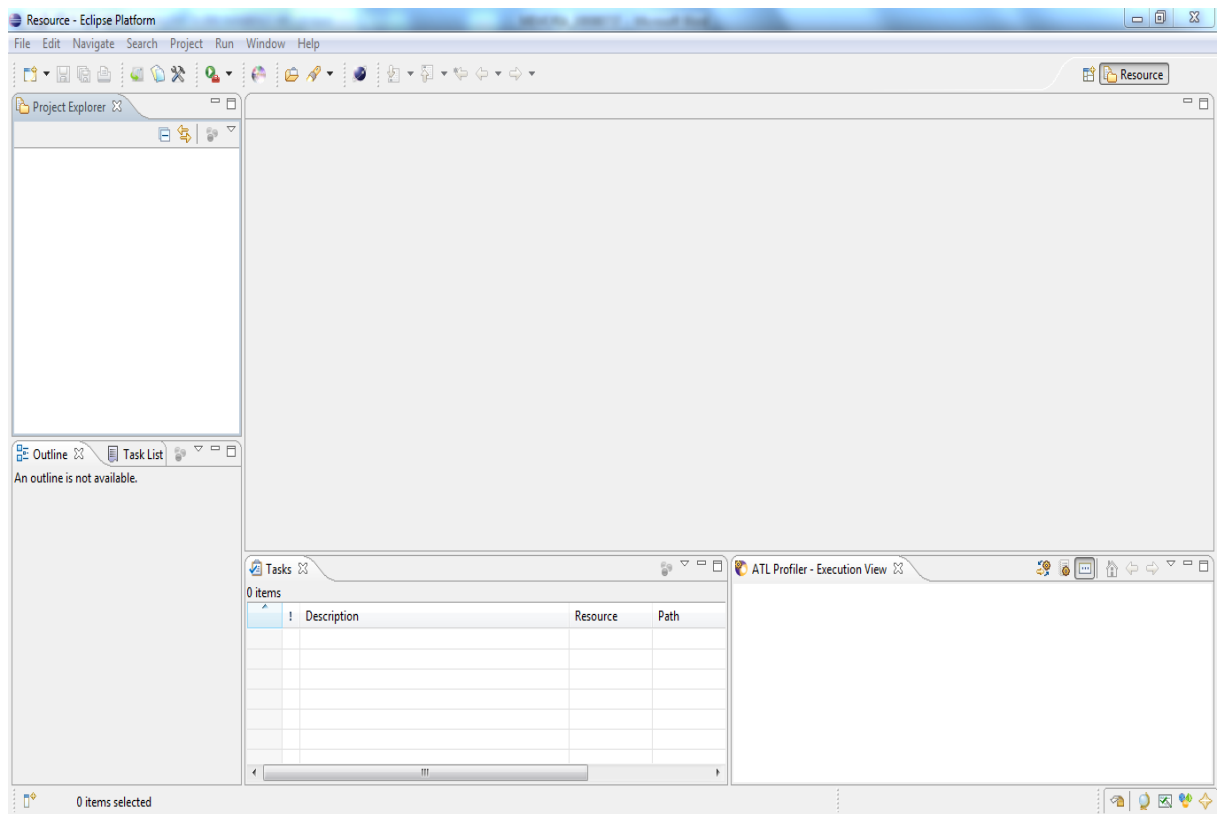 Resource - Eclipse Platform
File Edit Navigate Search Project Run Window Help
Resource
Project Explorer
Outline Task List
An outline is not available.
Tasks
0 items
! Description Resource Path
ATL Profiler - Execution View
0 items selected